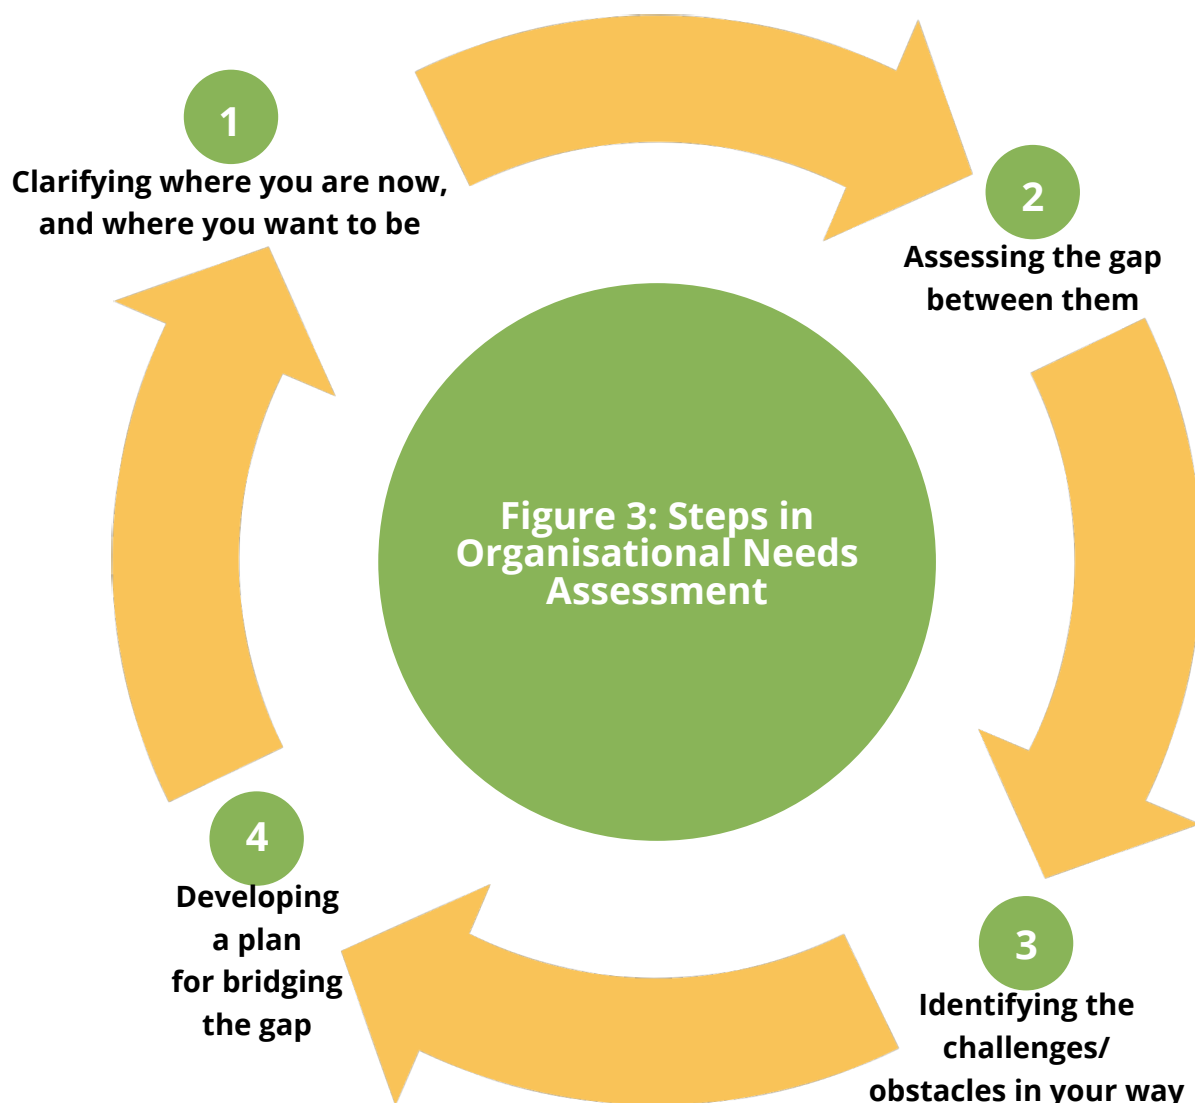 1
Clarifying where you are now,
and where you want to be
2
Assessing the gap
between them
Figure 3: Steps in
Organisational Needs
Assessment
3
Identifying the
challenges/
obstacles in your way
4
Developing
a plan
for bridging
the gap